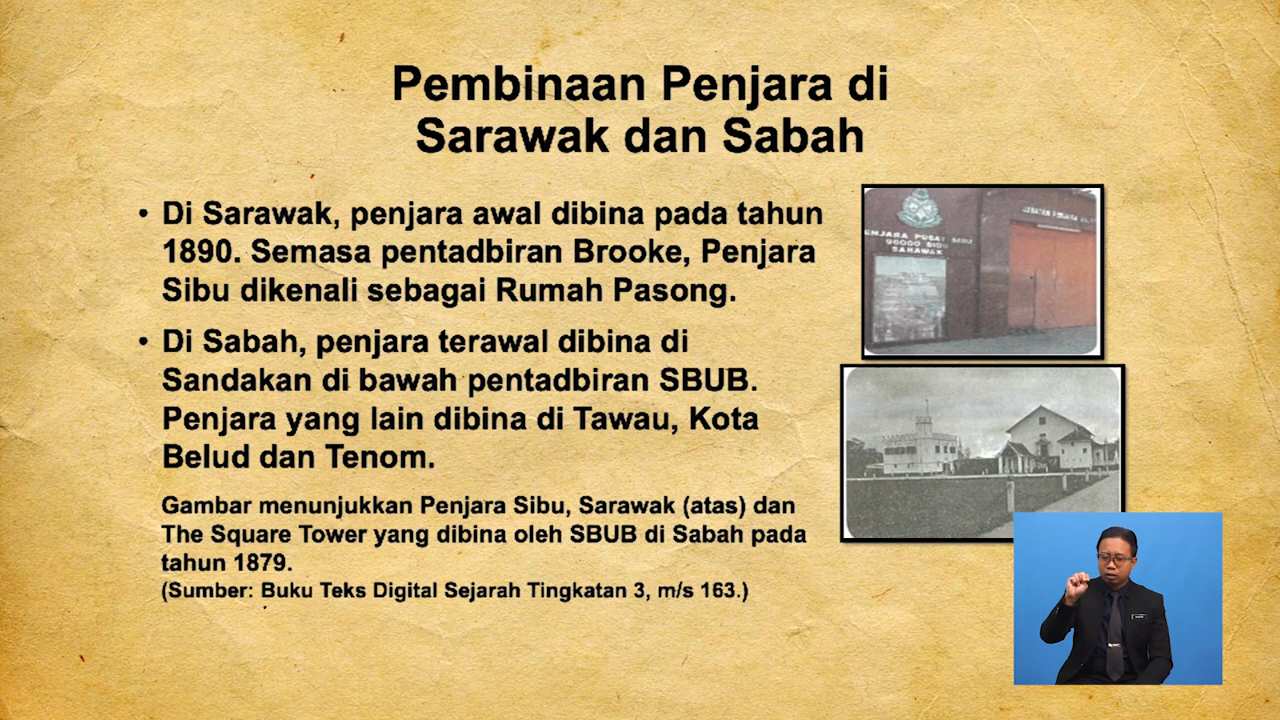 Pembinaan Penjara di
Sarawak dan Sabah
• Di Sarawak, penjara awal dibina pada tahun
1890. Semasa pentadbiran Brooke, Penjara
Sibu dikenali sebagai Rumah Pasong.
• Di Sabah, penjara terawal dibina di
Sandakan di bawah pentadbiran SBUB.
Penjara yang lain dibina di Tawau, Kota
Belud dan Tenom.
Gambar menunjukkan Penjara Sibu, Sarawak (atas) dan
The Square Tower yang dibina oleh SBUB di Sabah pada
tahun 1879.
(Sumber: Buku Teks Digital Sejarah Tingkatan 3, m/s 163.)
PENJARA PUSAT SIBU
96000 SIBU
SARAWAK